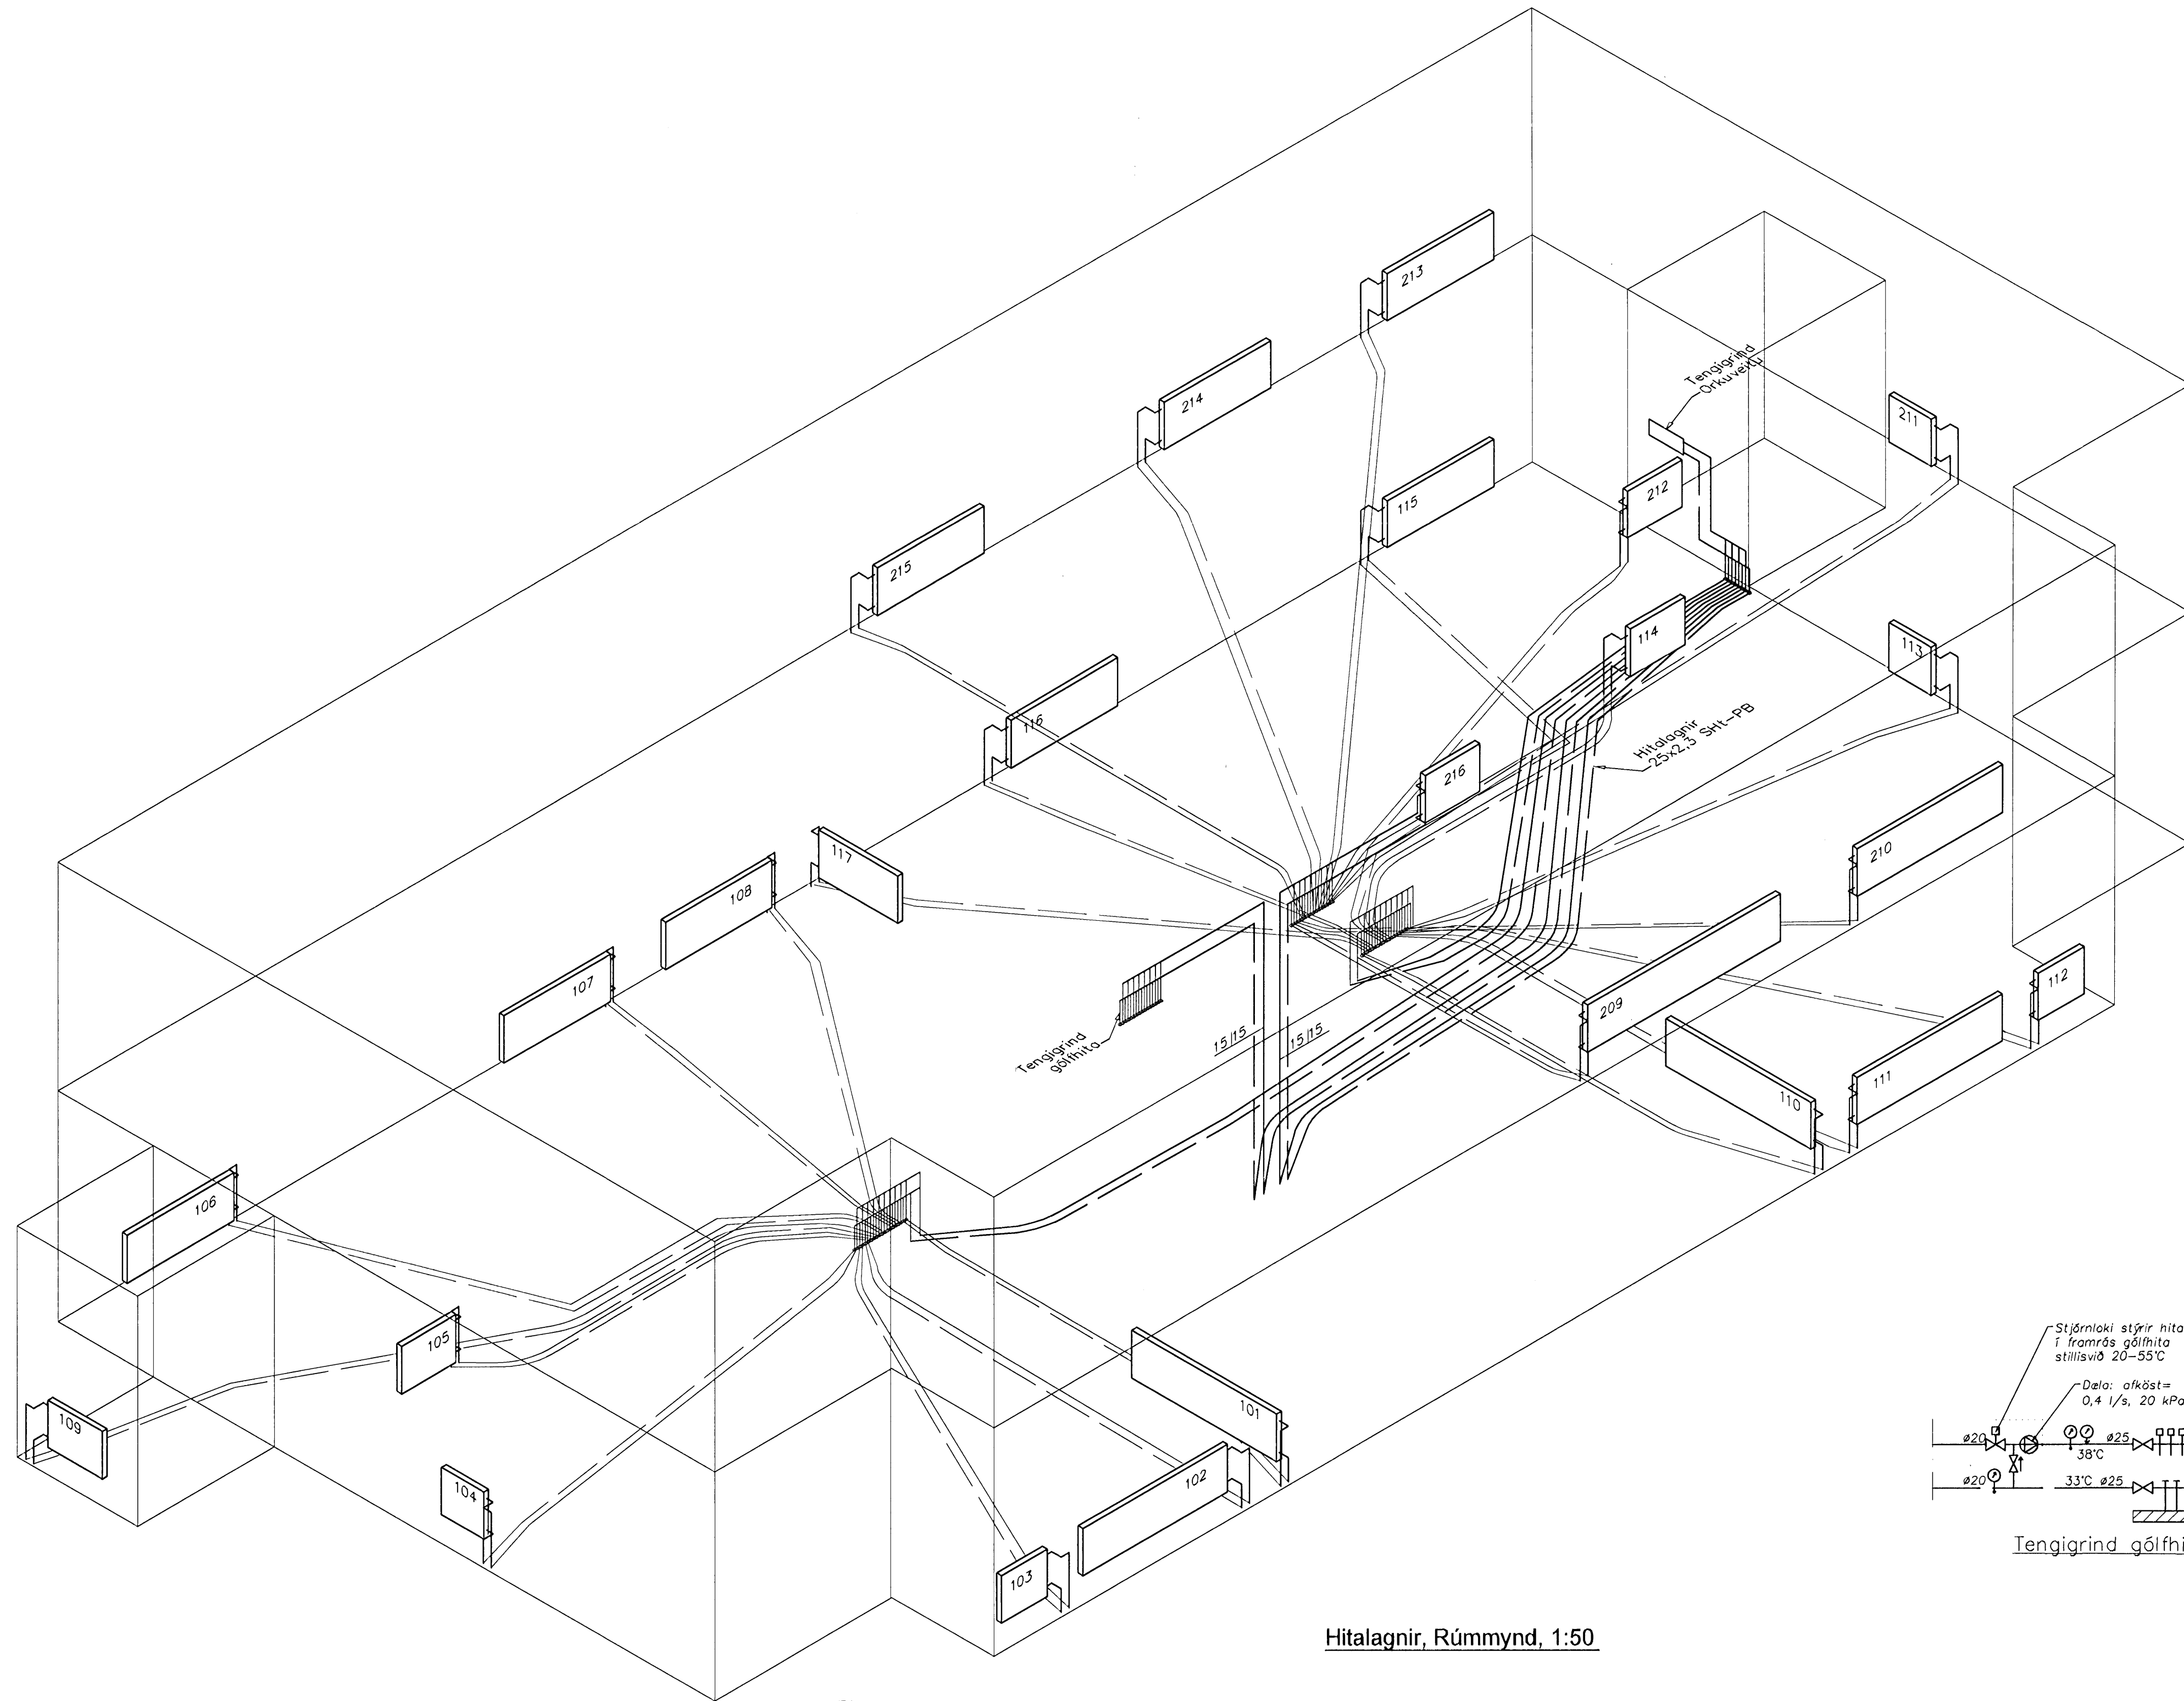 213
Tengigrind
Orkuveitu
214
211
212
115
215
114
113
116
Hitalagnir
25x2,3 SHt-PB
216
117
210
108
107
112
209
15|15
15|15
Tengigrind
gólfhita
111
110
106
105
Stjórnloki stýrir hita
í framrás gólfhita
stillisvið 20-55°C
Dæla: afköst=
0,4 l/s, 20 kPa
109
101
ø20
ø25
38°C
102
104
ø20
33°C ø25
103
Tengigrind gólfhi
Hitalagnir, Rúmmynd, 1:50